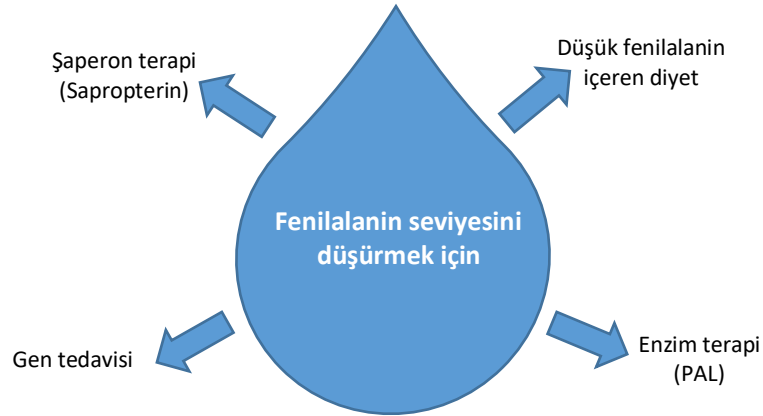 Şaperon terapi
(Sapropterin)
Düşük fenilalanin
içeren diyet
Fenilalanin seviyesini
düşürmek için
Gen tedavisi
Enzim terapi
(PAL)